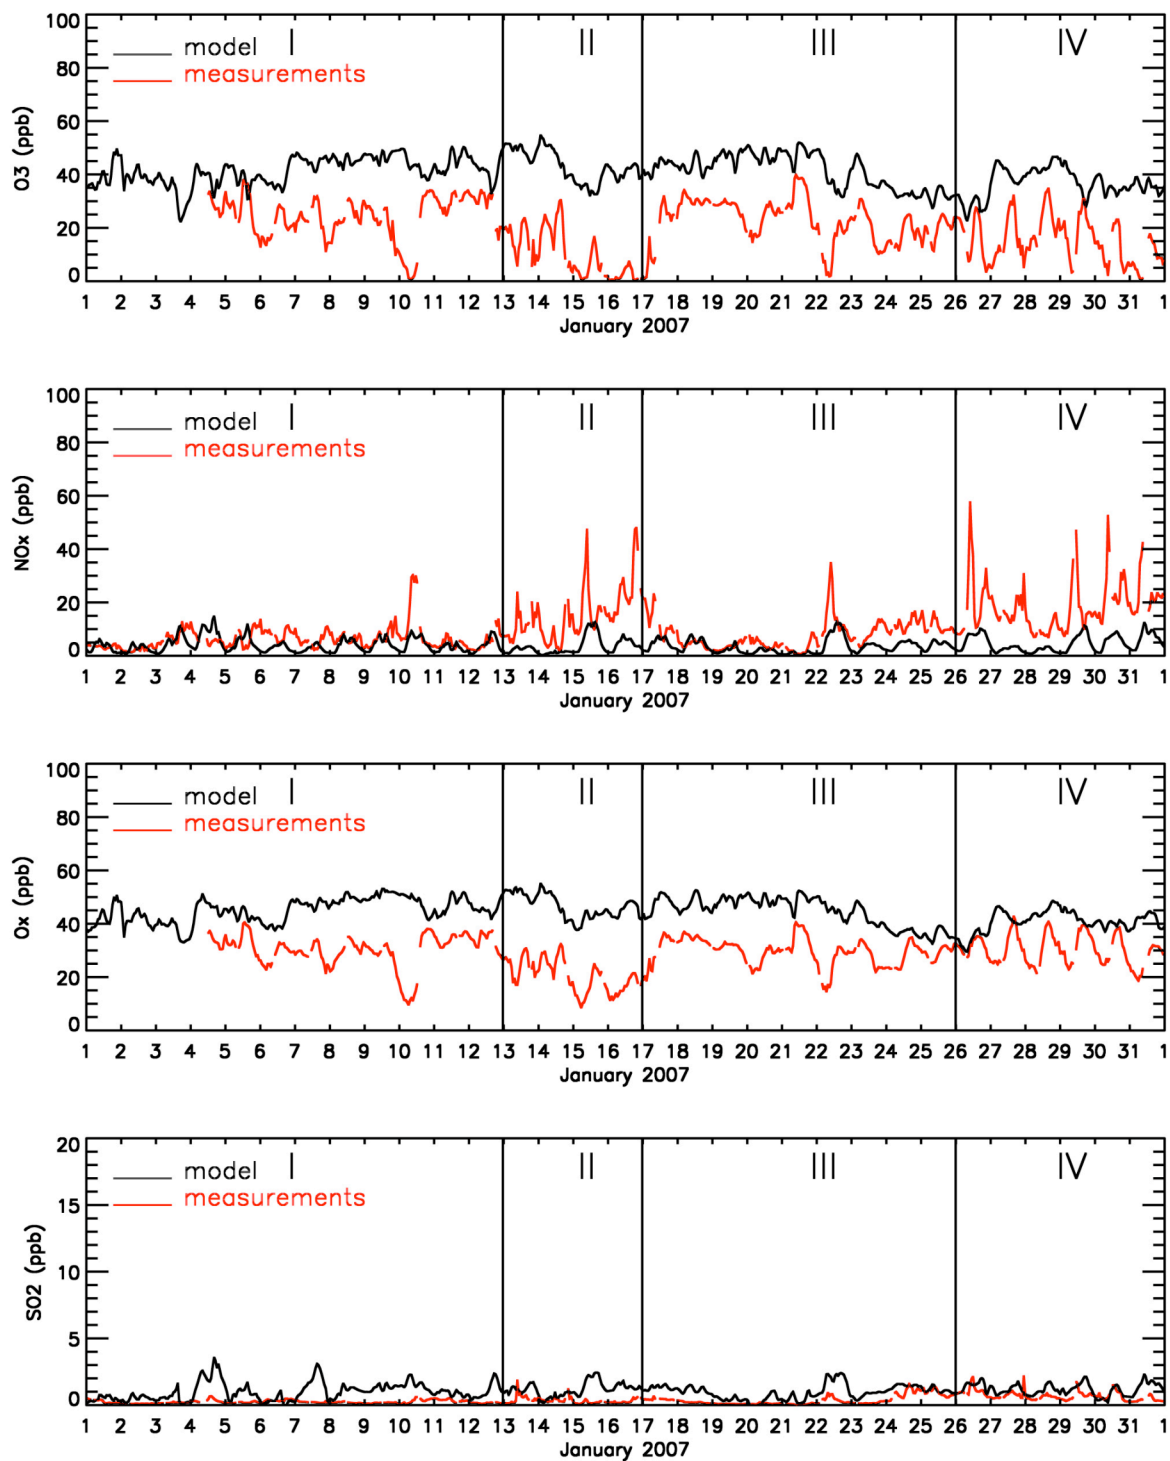 100
model I II III IV
measurements
80
60
40
20
0
O3 (ppb)
1 2 3 4 5 6 7 8 9 10 11 12 13 14 15 16 17 18 19 20 21 22 23 24 25 26 27 28 29 30 31 1
January 2007
100
model I II III IV
measurements
80
60
40
20
0
NOx (ppb)
1 2 3 4 5 6 7 8 9 10 11 12 13 14 15 16 17 18 19 20 21 22 23 24 25 26 27 28 29 30 31 1
January 2007
100
model I II III IV
measurements
80
60
40
20
0
Ox (ppb)
1 2 3 4 5 6 7 8 9 10 11 12 13 14 15 16 17 18 19 20 21 22 23 24 25 26 27 28 29 30 31 1
January 2007
20
model I II III IV
measurements
15
10
5
0
SO2 (ppb)
1 2 3 4 5 6 7 8 9 10 11 12 13 14 15 16 17 18 19 20 21 22 23 24 25 26 27 28 29 30 31 1
January 2007